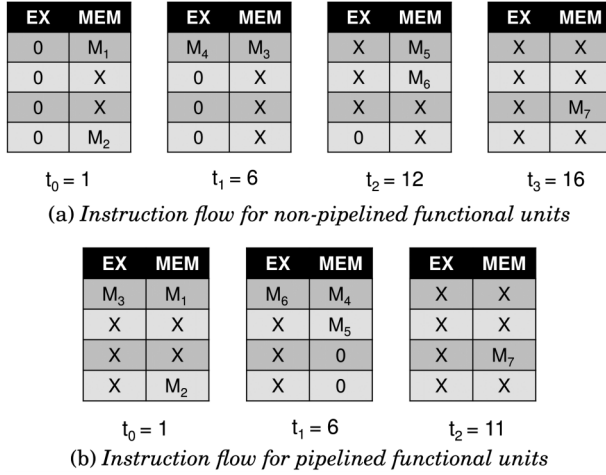 EX MEM EX MEM EX MEM EX MEM
0 M₁ M₄ M₃ X M₅ X X
0 X 0 X X M₆ X X
0 X 0 X X X X M₇
0 M₂ 0 X 0 X X X
t₀ = 1 t₁ = 6 t₂ = 12 t₃ = 16
(a) Instruction flow for non-pipelined functional units
EX MEM EX MEM EX MEM
M₃ M₁ M₆ M₄ X X
X X X M₅ X X
X X X 0 X M₇
X M₂ X 0 X X
t₀ = 1 t₁ = 6 t₂ = 11
(b) Instruction flow for pipelined functional units